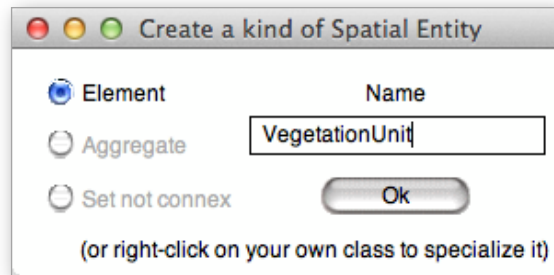 Create a kind of Spatial Entity
Element
Name
Aggregate
VegetationUnit
Set not connex
Ok
(or right-click on your own class to specialize it)